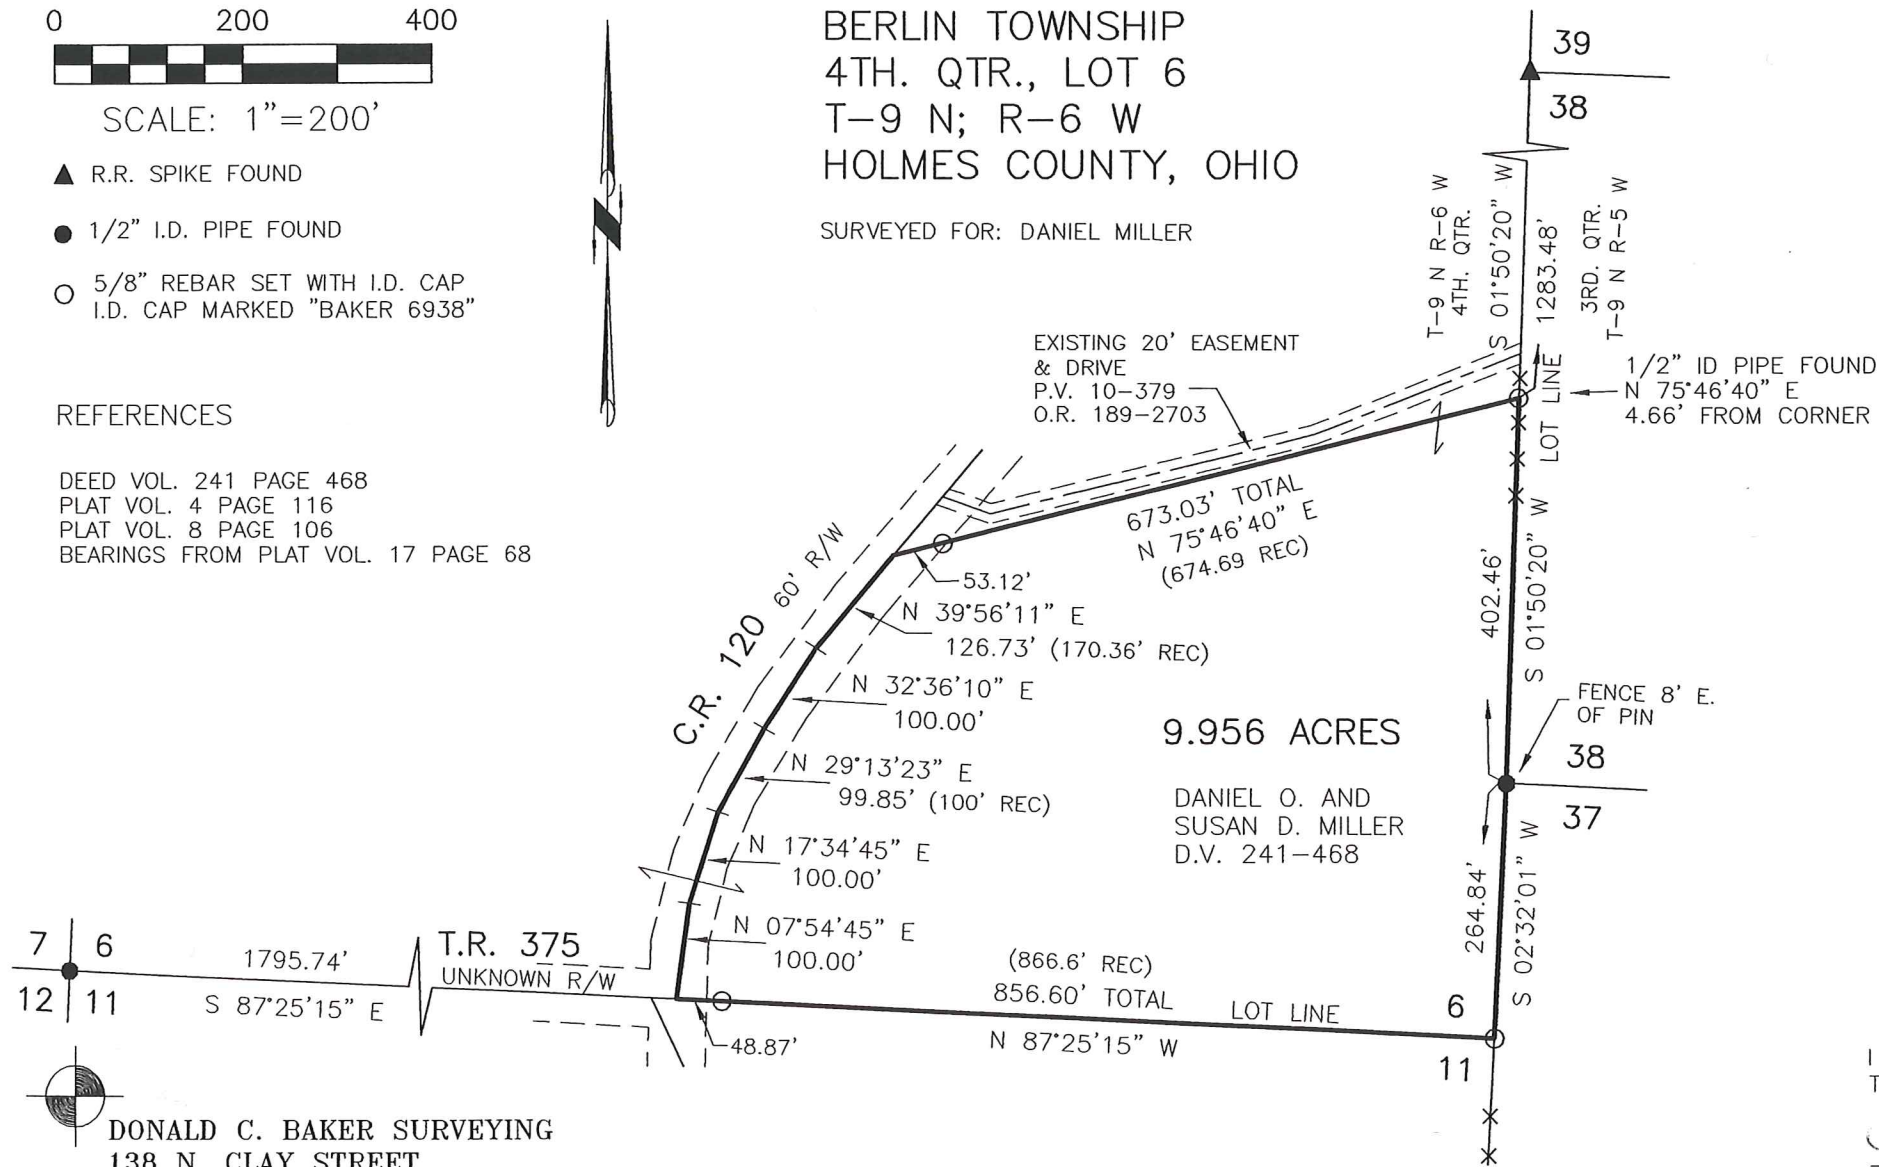 0 200 400
SCALE: 1"=200'
R.R. SPIKE FOUND
1/2" I.D. PIPE FOUND
5/8" REBAR SET WITH I.D. CAP
I.D. CAP MARKED "BAKER 6938"
REFERENCES
DEED VOL. 241 PAGE 468
PLAT VOL. 4 PAGE 116
PLAT VOL. 8 PAGE 106
BEARINGS FROM PLAT VOL. 17 PAGE 68
BERLIN TOWNSHIP
4TH. QTR., LOT 6
T-9 N; R-6 W
HOLMES COUNTY, OHIO
SURVEYED FOR: DANIEL MILLER
39
38
T-9 N R-6 W
4TH. QTR.
S 01°50'20" W
1283.48'
3RD. QTR.
T-9 N R-5 W
LOT LINE
EXISTING 20' EASEMENT
& DRIVE
P.V. 10-379
O.R. 189-2703
1/2" ID PIPE FOUND
N 75°46'40" E
4.66' FROM CORNER
673.03' TOTAL
N 75°46'40" E
(674.69 REC)
53.12'
C.R. 120 60' R/W
N 39°56'11" E
126.73' (170.36' REC)
N 32°36'10" E
100.00'
N 29°13'23" E
99.85' (100' REC)
N 17°34'45" E
100.00'
N 07°54'45" E
100.00'
402.46'
S 01°50'20" W
FENCE 8' E.
OF PIN
38
37
9.956 ACRES
DANIEL O. AND
SUSAN D. MILLER
D.V. 241-468
264.84'
S 02°32'01" W
7 6
12 11
1795.74'
S 87°25'15" E
T.R. 375
UNKNOWN R/W
(866.6' REC)
856.60' TOTAL
LOT LINE
N 87°25'15" W
48.87'
6
11
DONALD C. BAKER SURVEYING
138 N. CLAY STREET